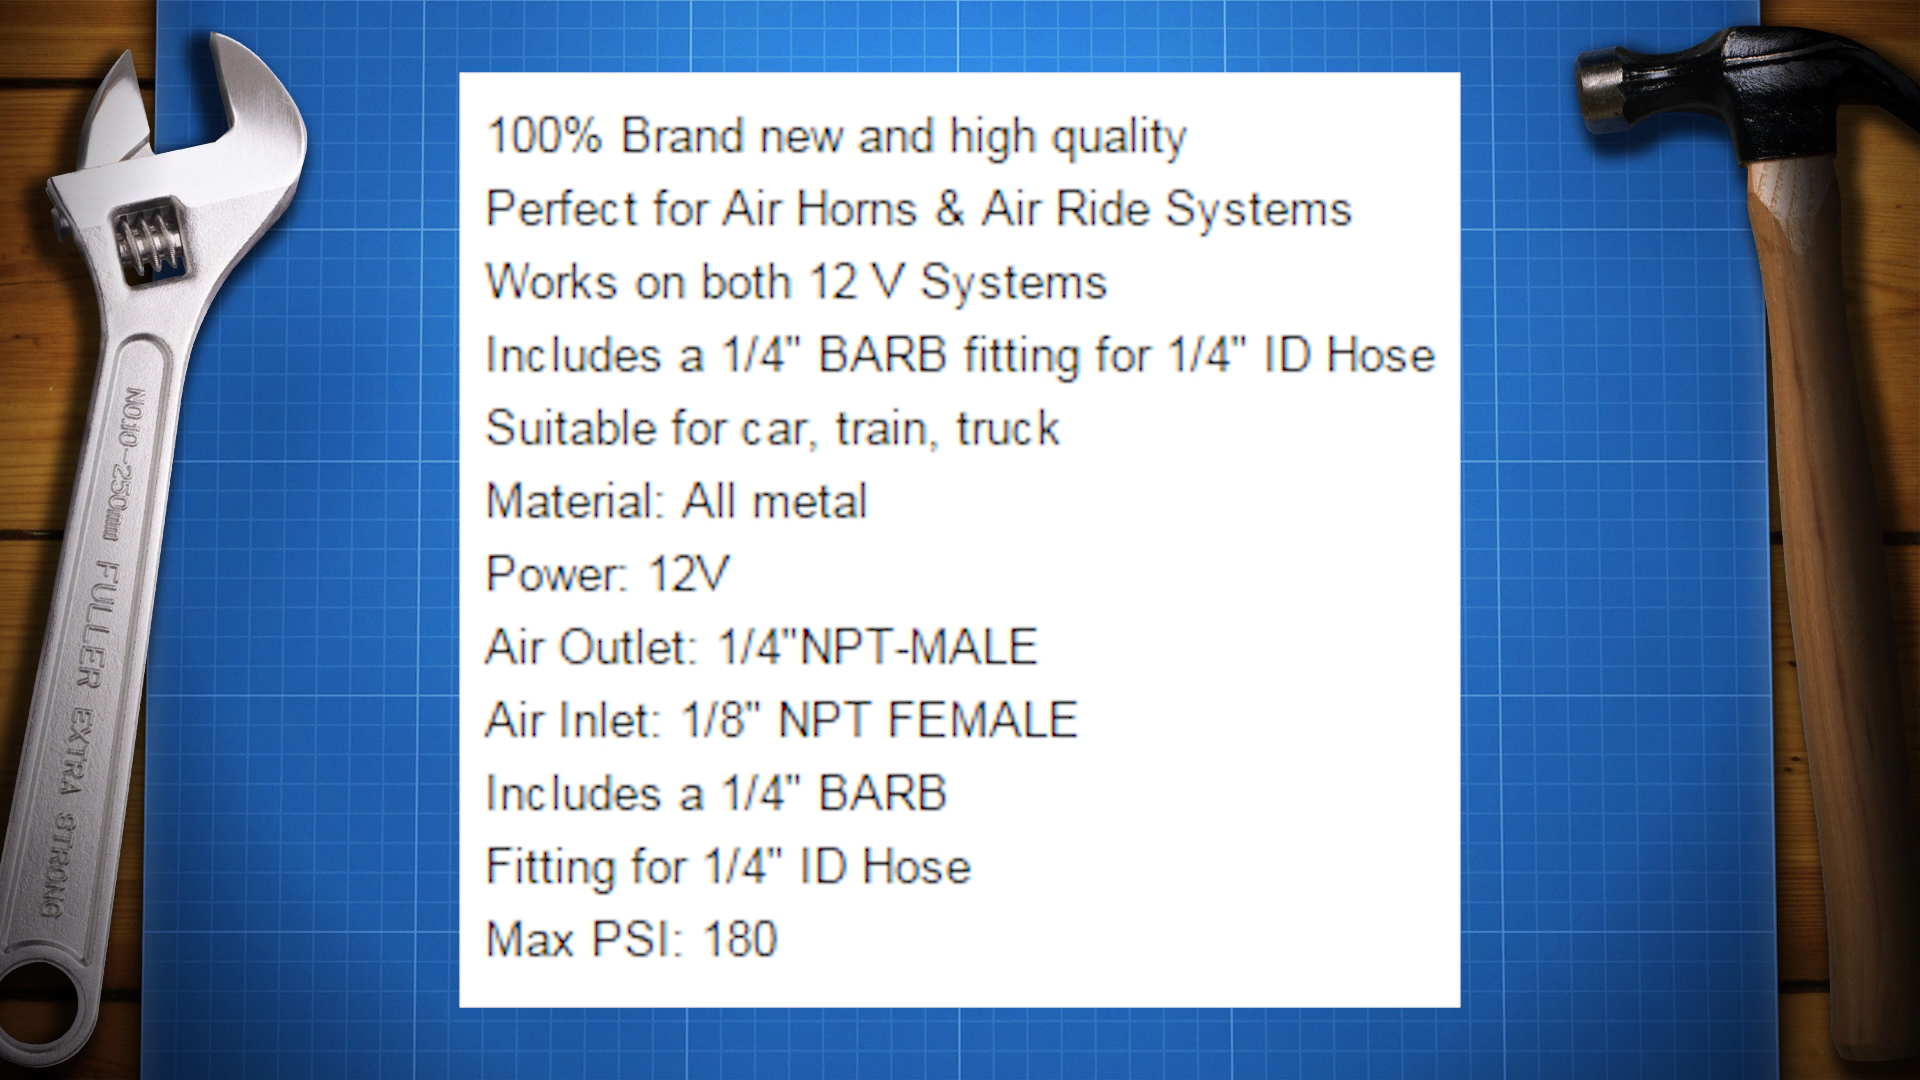 100% Brand new and high quality
Perfect for Air Horns & Air Ride Systems
Works on both 12 V Systems
Includes a 1/4" BARB fitting for 1/4" ID Hose
Suitable for car, train, truck
Material: All metal
Power: 12V
Air Outlet: 1/4"NPT-MALE
Air Inlet: 1/8" NPT FEMALE
Includes a 1/4" BARB
Fitting for 1/4" ID Hose
Max PSI: 180
NO.10-250mm FULLER EXTRA STRONG